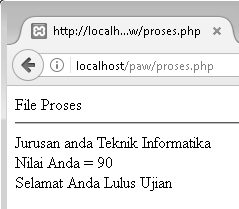 http://localh...w/proses.php
localhost/paw/proses.php
File Proses
Jurusan anda Teknik Informatika
Nilai Anda = 90
Selamat Anda Lulus Ujian